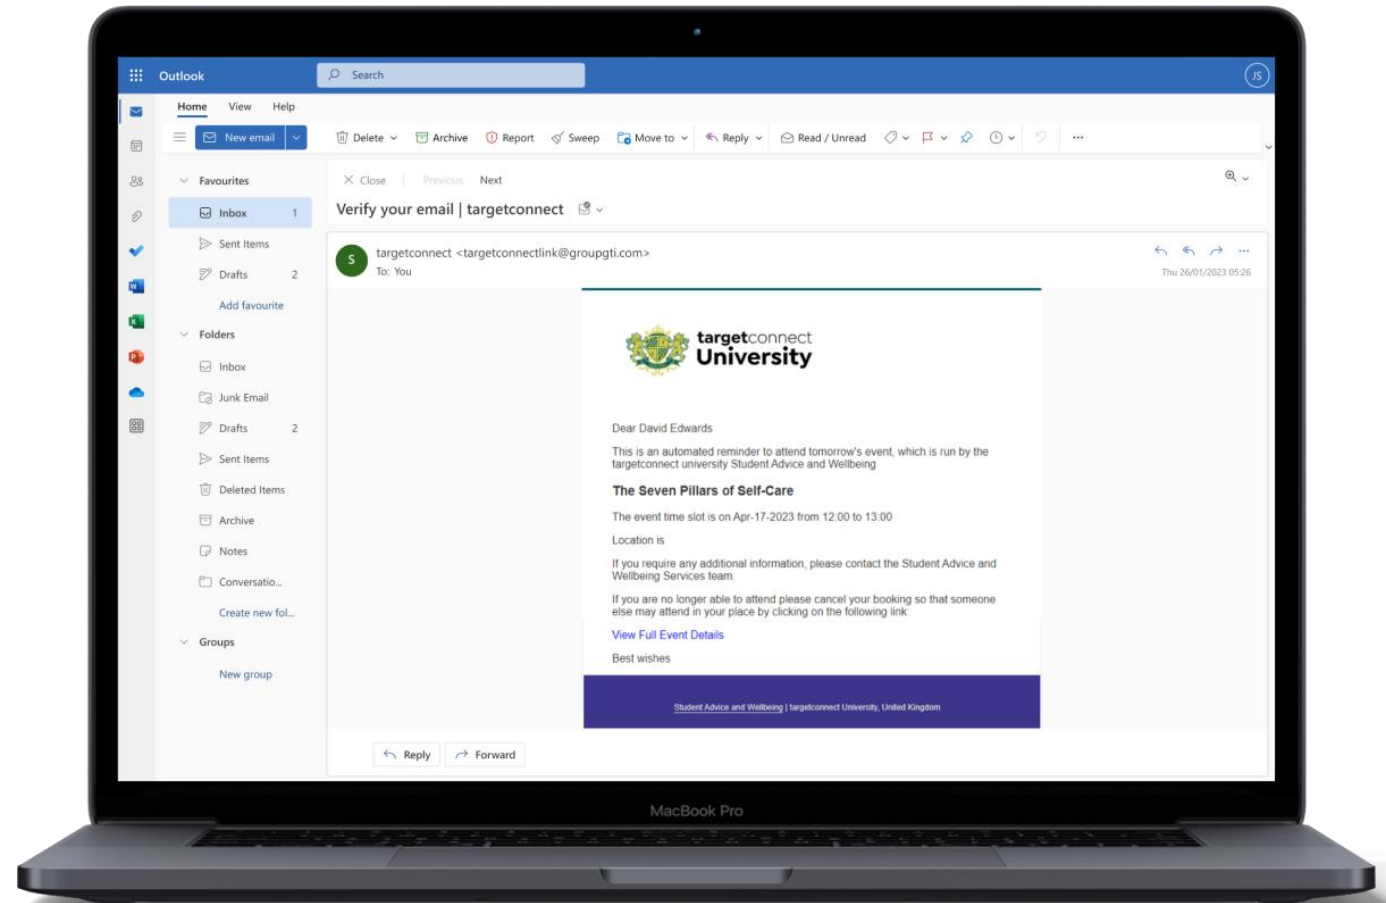 Outlook
Search
JS
Home View Help
New email
Delete Archive Report Sweep Move to Reply Read / Unread
Favourites
Inbox 1
Sent Items
Drafts 2
Add favourite
Folders
Inbox
Junk Email
Drafts 2
Sent Items
Deleted Items
Archive
Notes
Conversatio...
Create new fol...
Groups
New group
Close Previous Next
Verify your email | targetconnect
S
targetconnect <targetconnectlink@groupgti.com>
To: You
Thu 26/01/2023 05:26
targetconnect
University
Dear David Edwards
This is an automated reminder to attend tomorrow's event, which is run by the
targetconnect university Student Advice and Wellbeing
The Seven Pillars of Self-Care
The event time slot is on Apr-17-2023 from 12:00 to 13:00
Location is
If you require any additional information, please contact the Student Advice and
Wellbeing Services team.
If you are no longer able to attend please cancel your booking so that someone
else may attend in your place by clicking on the following link:
View Full Event Details
Best wishes
Student Advice and Wellbeing | targetconnect University, United Kingdom
Reply Forward
MacBook Pro